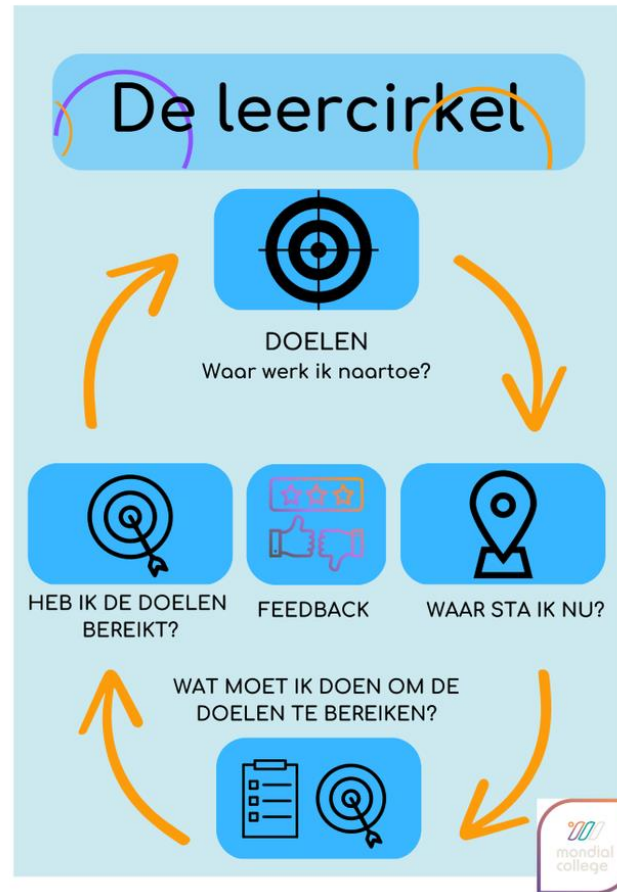 De leercirkel
DOELEN
Waar werk ik naartoe?
HEB IK DE DOELEN
BEREIKT?
FEEDBACK
WAAR STA IK NU?
WAT MOET IK DOEN OM DE
DOELEN TE BEREIKEN?
mondial
college